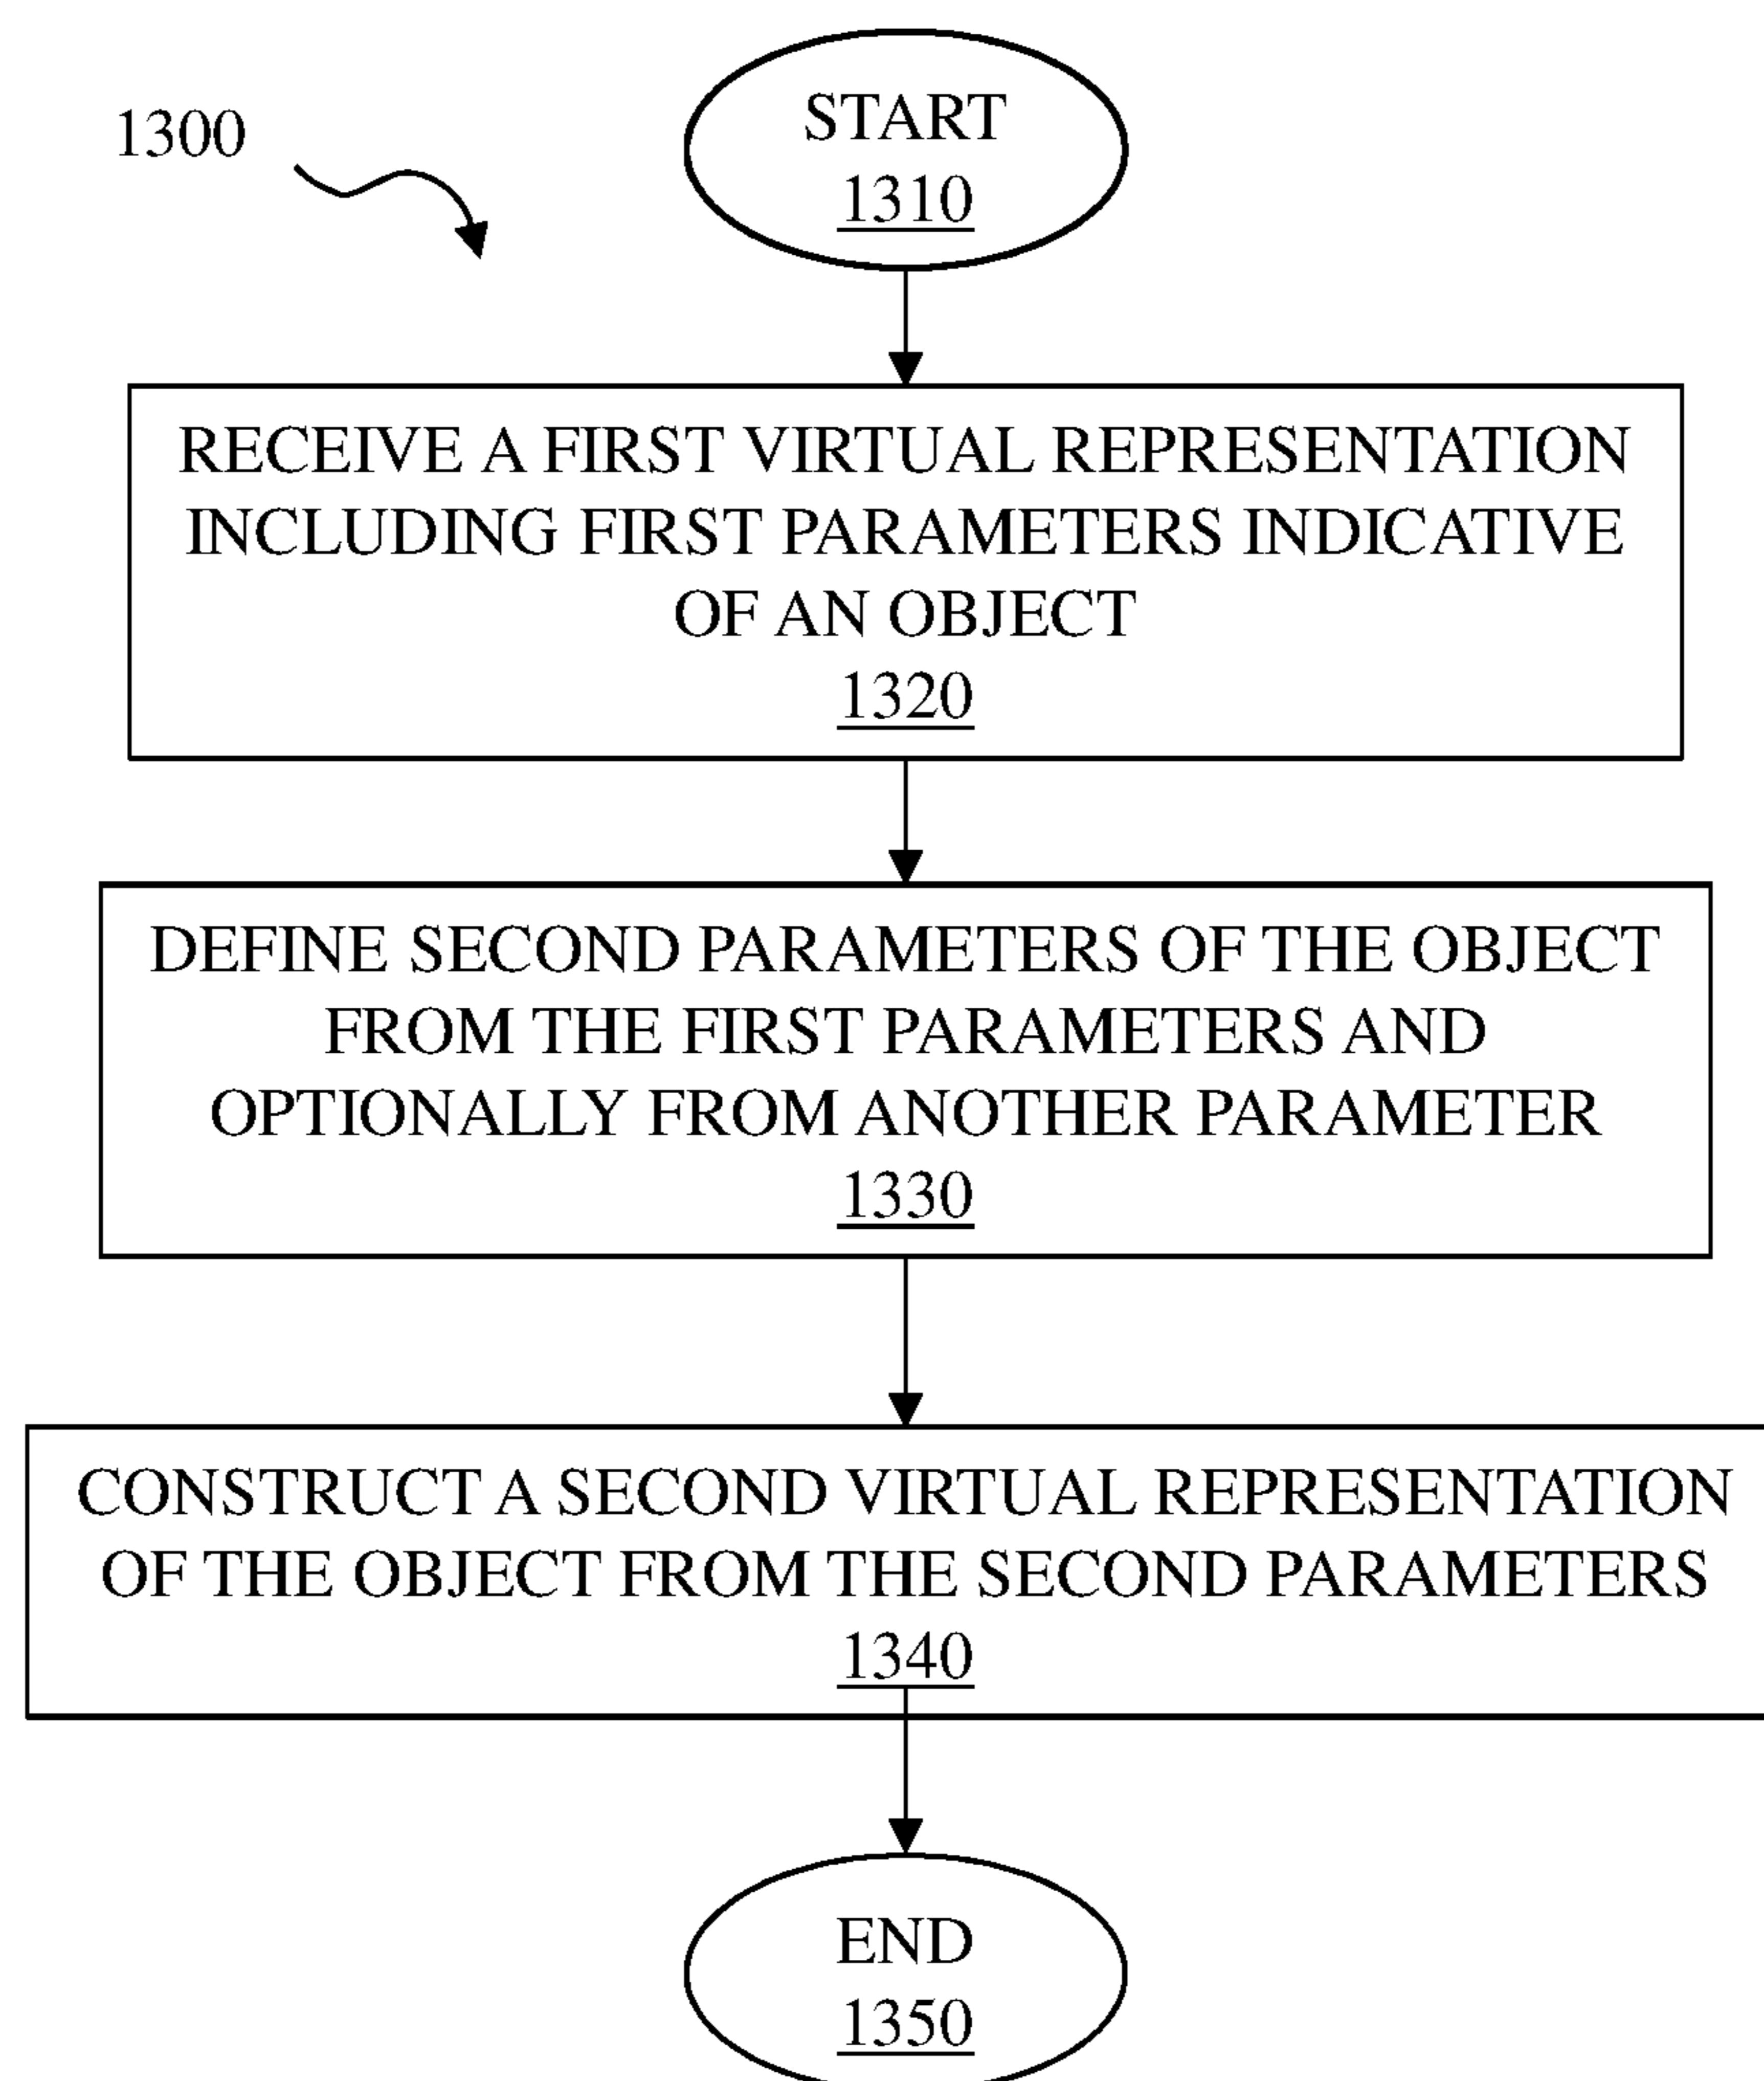 1300
START
1310
RECEIVE A FIRST VIRTUAL REPRESENTATION
INCLUDING FIRST PARAMETERS INDICATIVE
OF AN OBJECT
1320
DEFINE SECOND PARAMETERS OF THE OBJECT
FROM THE FIRST PARAMETERS AND
OPTIONALLY FROM ANOTHER PARAMETER
1330
CONSTRUCT A SECOND VIRTUAL REPRESENTATION
OF THE OBJECT FROM THE SECOND PARAMETERS
1340
END
1350